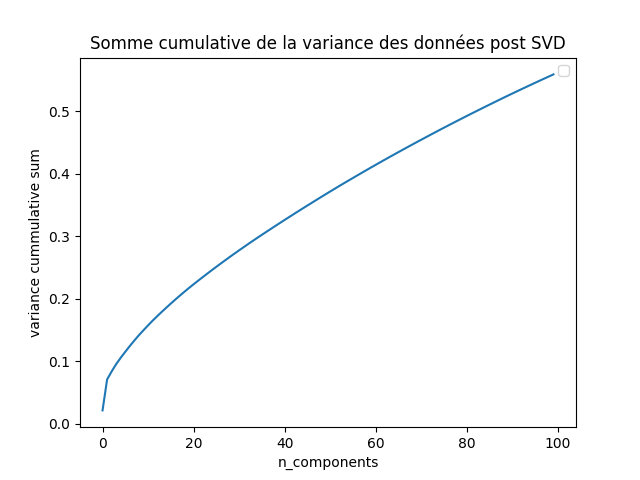 Somme cumulative de la variance des données post SVD
variance cummulative sum
0.5
0.4
0.3
0.2
0.1
0.0
0 20 40 60 80 100
n_components